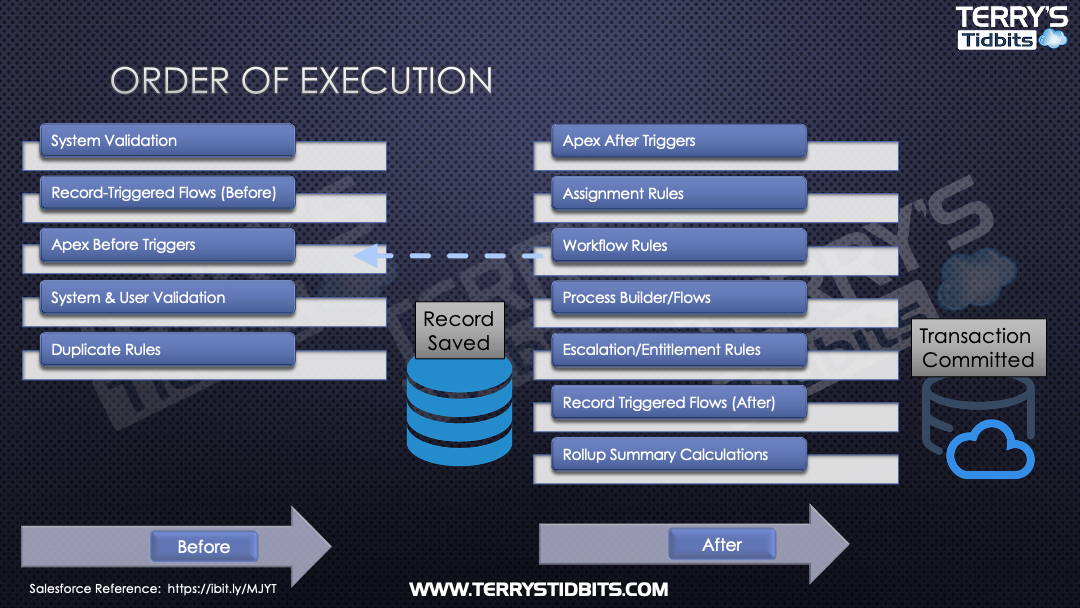 TERRY'S
Tidbits
ORDER OF EXECUTION
System Validation
Record-Triggered Flows (Before)
Apex Before Triggers
System & User Validation
Duplicate Rules
Record
Saved
Apex After Triggers
Assignment Rules
Workflow Rules
Process Builder/Flows
Escalation/Entitlement Rules
Record Triggered Flows (After)
Rollup Summary Calculations
Transaction
Committed
Before
After
Salesforce Reference: https://ibit.ly/MJYT
WWW.TERRYSTIDBITS.COM